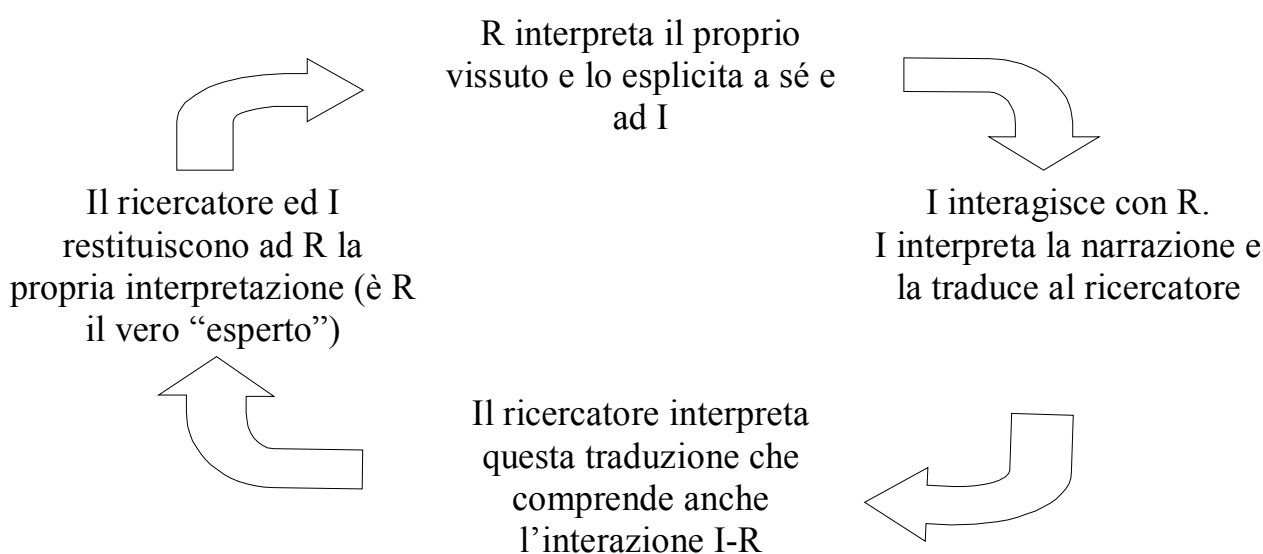 R interpreta il proprio
vissuto e lo esplicita a sé e
ad I
I interagisce con R.
I interpreta la narrazione e
la traduce al ricercatore
Il ricercatore interpreta
questa traduzione che
comprende anche
l’interazione I-R
Il ricercatore ed I
restituiscono ad R la
propria interpretazione (è R
il vero “esperto”)